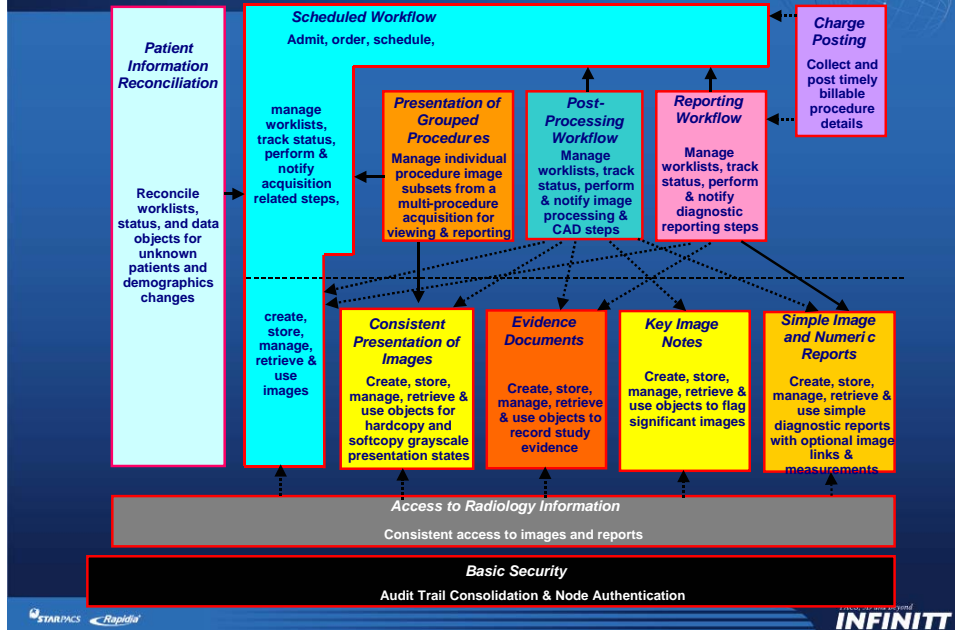 Scheduled Workflow
Admit, order, schedule,
Patient
Information
Reconciliation
Reconcile
worklists,
status, and data
objects for
unknown
patients and
demographics
changes
manage
worklists,
track status,
perform &
notify
acquisition
related steps,
create,
store,
manage,
retrieve &
use
images
Presentation of
Grouped
Procedures
Manage individual
procedure image
subsets from a
multi-procedure
acquisition for
viewing & reporting
Post-
Processing
Workflow
Manage
worklists, track
status, perform
& notify image
processing &
CAD steps
Reporting
Workflow
Manage
worklists, track
status, perform
& notify
diagnostic
reporting steps
Charge
Posting
Collect and
post timely
billable
procedure
details
Consistent
Presentation of
Images
Create, store,
manage, retrieve &
use objects for
hardcopy and
softcopy grayscale
presentation states
Evidence
Documents
Create, store,
manage, retrieve
& use objects to
record study
evidence
Key Image
Notes
Create, store,
manage, retrieve &
use objects to flag
significant images
Simple Image
and Numeric
Reports
Create, store,
manage, retrieve &
use simple
diagnostic reports
with optional image
links &
measurements
Access to Radiology Information
Consistent access to images and reports
Basic Security
Audit Trail Consolidation & Node Authentication
STARPACS Rapidia
and Beyond
INFINITT